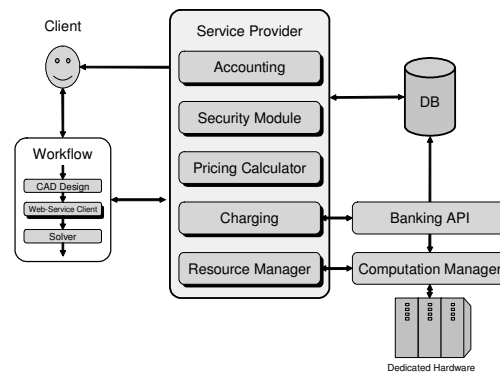 Client
Service Provider
Accounting
Security Module
Pricing Calculator
Charging
Resource Manager
Workflow
CAD Design
Web-Service Client
Solver
DB
Banking API
Computation Manager
Dedicated Hardware